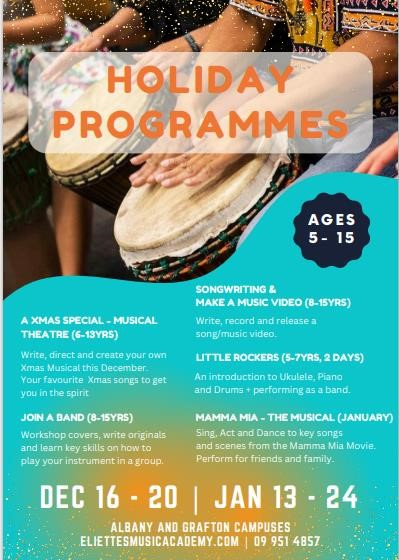 HOLIDAY
PROGRAMMES
AGES
5- 15
A XMAS SPECIAL - MUSICAL
THEATRE (6-13YRS)
Write, direct and create your own
Xmas Musical this December.
Your favourite Xmas songs to get
you in the spirit
JOIN A BAND (8-15YRS)
Workshop covers, write originals
and learn key skills on how to
play your instrument in a group.
SONGWRITING &
MAKE A MUSIC VIDEO (8-15YRS)
Write, record and release a
song/music video.
LITTLE ROCKERS (5-7YRS, 2 DAYS)
An introduction to Ukulele, Piano
and Drums + performing as a band.
MAMMA MIA - THE MUSICAL (JANUARY)
Sing, Act and Dance to key songs
and scenes from the Mamma Mia Movie.
Perform for friends and family.
DEC 16 - 20 | JAN 13 - 24
ALBANY AND GRAFTON CAMPUSES
ELIETTESMUSICACADEMY.COM | 09 951 4857